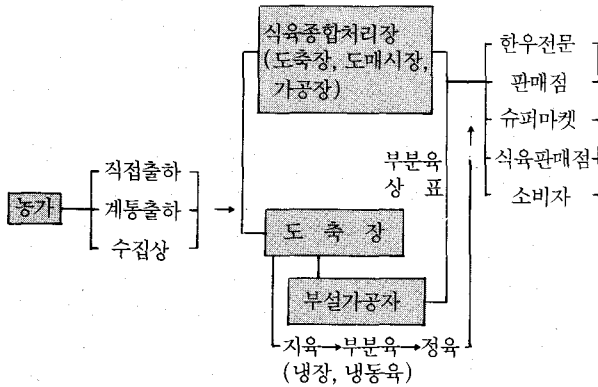 식육종합처리장
(도축장, 도매시장,
가공장)
한우전문
판매점
슈퍼마켓
식육판매점
소비자
부분육
상 표
농가
직접출하
계통출하
수집상
도 축 장
부설가공자
지육→부분육→정육
(냉장, 냉동육)